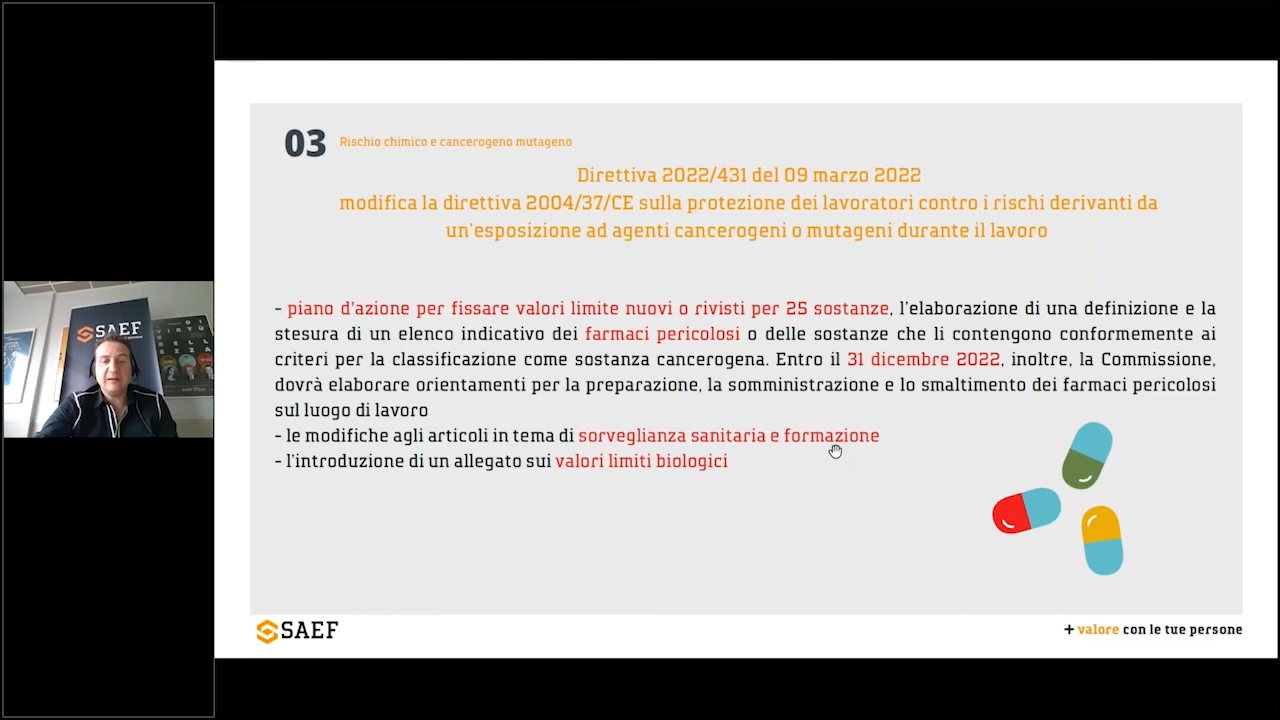 03 Rischio chimico e cancerogeno mutageno
Direttiva 2022/431 del 09 marzo 2022
modifica la direttiva 2004/37/CE sulla protezione dei lavoratori contro i rischi derivanti da
un'esposizione ad agenti cancerogeni o mutageni durante il lavoro
- piano d'azione per fissare valori limite nuovi o rivisti per 25 sostanze, l'elaborazione di una definizione e la
stesura di un elenco indicativo dei farmaci pericolosi o delle sostanze che li contengono conformemente ai
criteri per la classificazione come sostanza cancerogena. Entro il 31 dicembre 2022, inoltre, la Commissione,
dovrà elaborare orientamenti per la preparazione, la somministrazione e lo smaltimento dei farmaci pericolosi
sul luogo di lavoro
- le modifiche agli articoli in tema di sorveglianza sanitaria e formazione
- l'introduzione di un allegato sui valori limiti biologici
SAEF
SAEF
+ valore con le tue persone